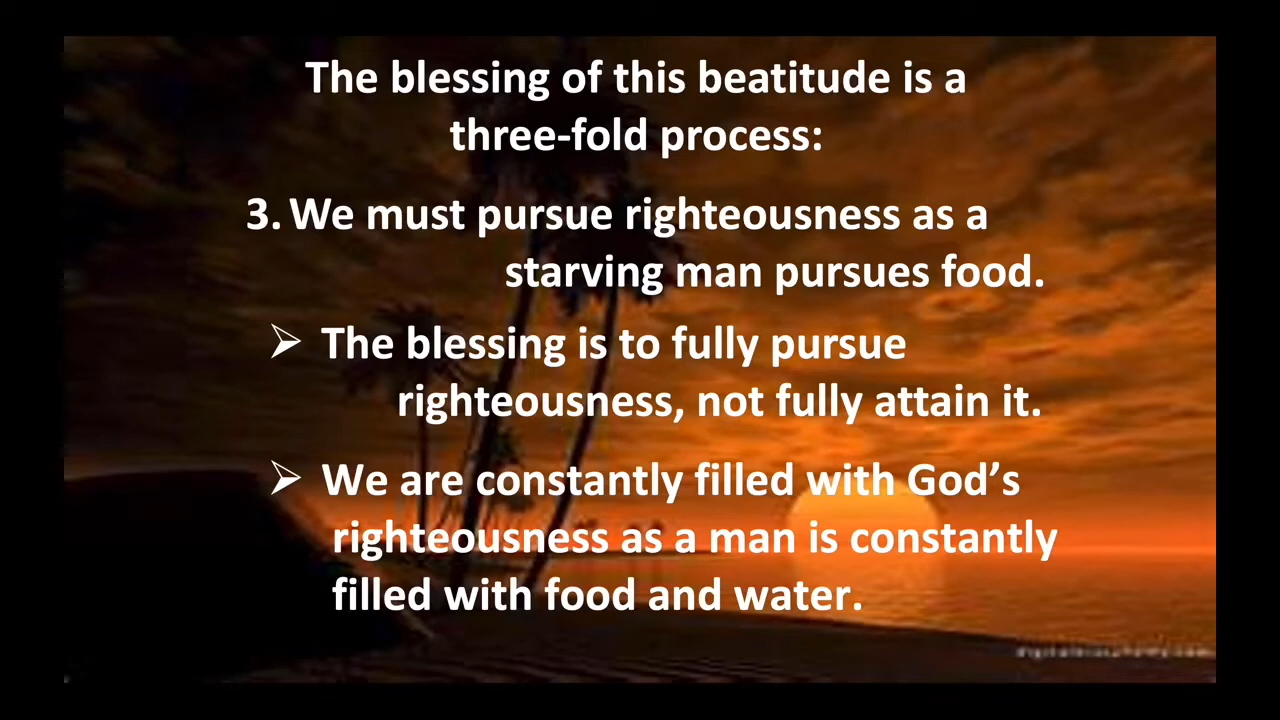 The blessing of this beatitude is a
three-fold process:
3. We must pursue righteousness as a
starving man pursues food.
➢ The blessing is to fully pursue
righteousness, not fully attain it.
➢ We are constantly filled with God’s
righteousness as a man is constantly
filled with food and water.